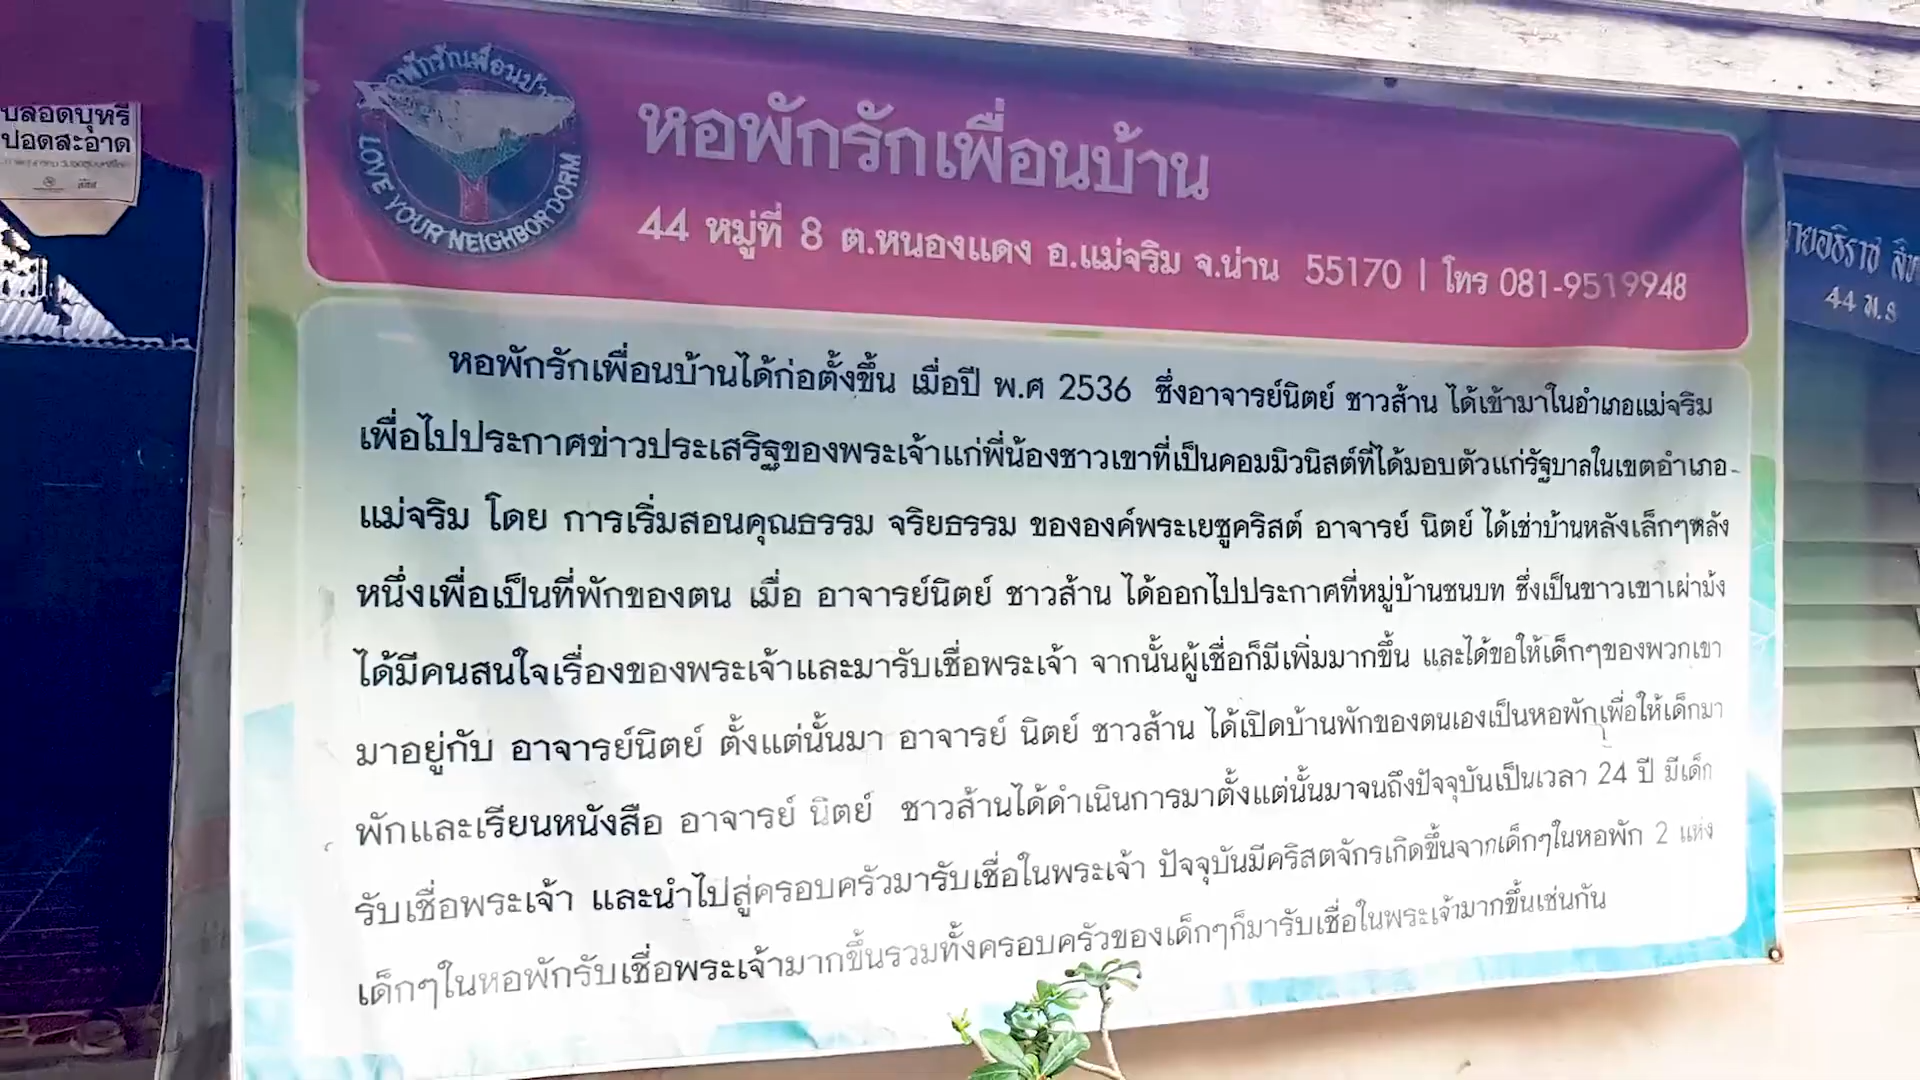 ปลอดบุหรี่
ปอดสะอาด
LOVE YOUR NEIGHBOR DORM
หอพักรักเพื่อนบ้าน
44 หมู่ที่ 8 ต.หนองแดง อ.แม่จริม จ.น่าน 55170 | โทร 081-9519948
หอพักรักเพื่อนบ้านได้ก่อตั้งขึ้น เมื่อปี พ.ศ 2536 ซึ่งอาจารย์นิตย์ ชาวส้าน ได้เข้ามาในอำเภอแม่จริม
เพื่อไปประกาศข่าวประเสริฐของพระเจ้าแก่พี่น้องชาวเขาที่เป็นคอมมิวนิสต์ที่ได้มอบตัวแก่รัฐบาลในเขตอำเภอ-
แม่จริม โดย การเริ่มสอนคุณธรรม จริยธรรม ขององค์พระเยซูคริสต์ อาจารย์ นิตย์ ได้เช่าบ้านหลังเล็กๆหลัง
หนึ่งเพื่อเป็นที่พักของตน เมื่อ อาจารย์นิตย์ ชาวส้าน ได้ออกไปประกาศที่หมู่บ้านชนบท ซึ่งเป็นขาวเขาเผ่าม้ง
ได้มีคนสนใจเรื่องของพระเจ้าและมารับเชื่อพระเจ้า จากนั้นผู้เชื่อก็มีเพิ่มมากขึ้น และได้ขอให้เด็กๆของพวกเขา
มาอยู่กับ อาจารย์นิตย์ ตั้งแต่นั้นมา อาจารย์ นิตย์ ชาวส้าน ได้เปิดบ้านพักของตนเองเป็นหอพักเพื่อให้เด็กมา
พักและเรียนหนังสือ อาจารย์ นิตย์ ชาวส้านได้ดำเนินการมาตั้งแต่นั้นมาจนถึงปัจจุบันเป็นเวลา 24 ปี มีเด็ก
รับเชื่อพระเจ้า และนำไปสู่ครอบครัวมารับเชื่อในพระเจ้า ปัจจุบันมีคริสตจักรเกิดขึ้นจากเด็กๆในหอพัก 2 แห่ง
เด็กๆในหอพักรับเชื่อพระเจ้ามากขึ้นรวมทั้งครอบครัวของเด็กๆก็มารับเชื่อในพระเจ้ามากขึ้นเช่นกัน
44 ม.8